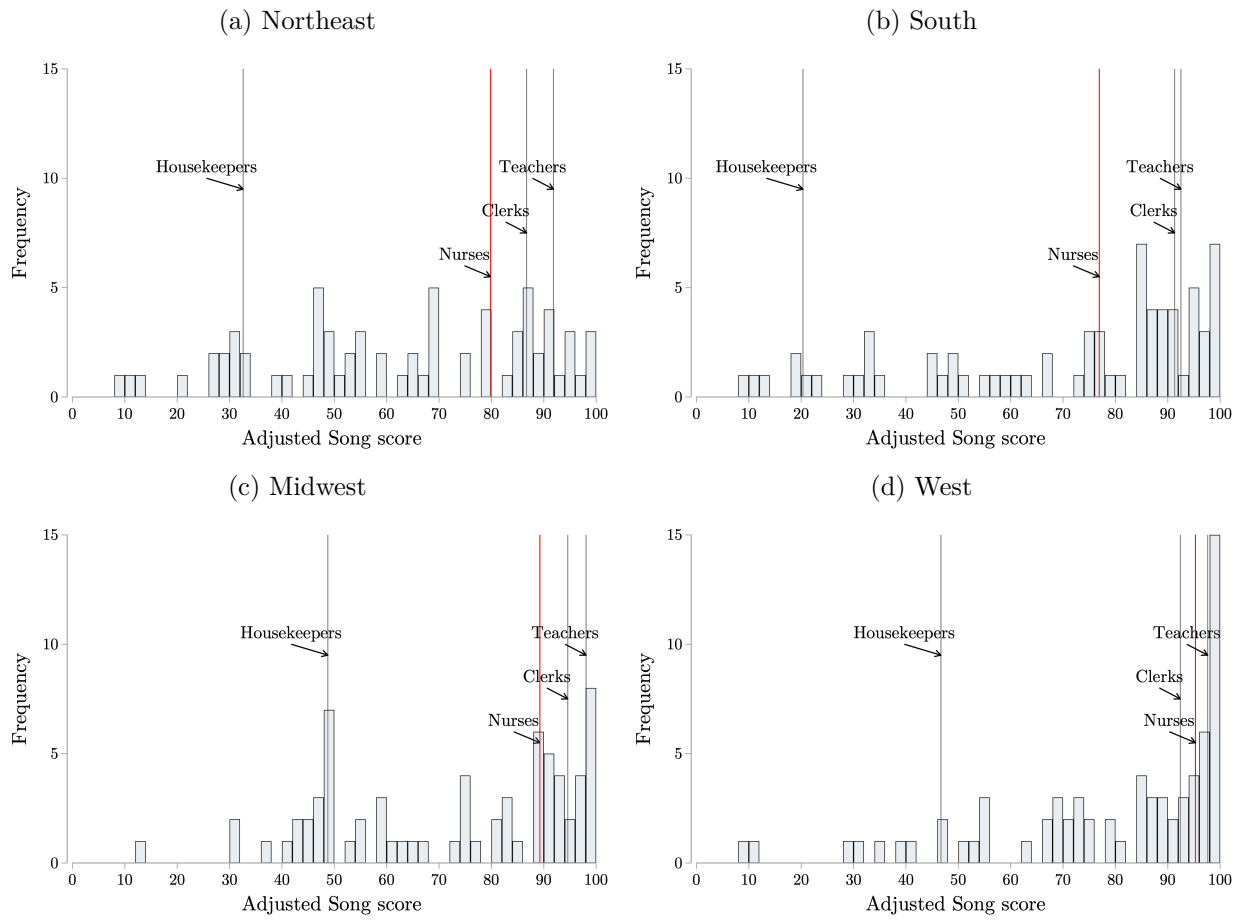 (a) Northeast
15
10
5
0
Frequency
Housekeepers
Teachers
Clerks
Nurses
0 10 20 30 40 50 60 70 80 90 100
Adjusted Song score
(b) South
15
10
5
0
Frequency
Housekeepers
Teachers
Clerks
Nurses
0 10 20 30 40 50 60 70 80 90 100
Adjusted Song score
(c) Midwest
15
10
5
0
Frequency
Housekeepers
Teachers
Clerks
Nurses
0 10 20 30 40 50 60 70 80 90 100
Adjusted Song score
(d) West
15
10
5
0
Frequency
Housekeepers
Teachers
Clerks
Nurses
0 10 20 30 40 50 60 70 80 90 100
Adjusted Song score